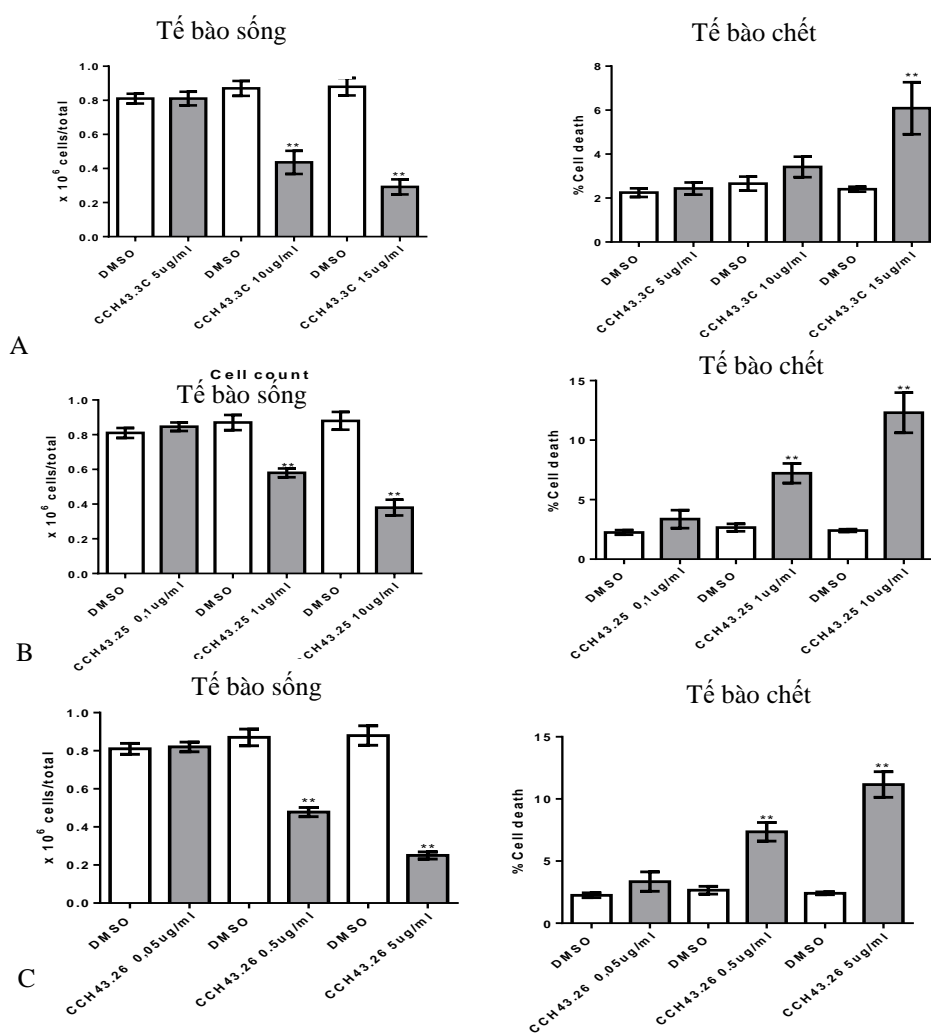 Tế bào sống
x 10⁶ cells/total
1.0
0.8
0.6
0.4
0.2
0.0
**
**
DMSO
CCH43.3C 5ug/ml
DMSO
CCH43.3C 10ug/ml
DMSO
CCH43.3C 15ug/ml
Tế bào chết
%Cell death
8
6
4
2
0
**
DMSO
CCH43.3C 5ug/ml
DMSO
CCH43.3C 10ug/ml
DMSO
CCH43.3C 15ug/ml
A
Cell count
Tế bào sống
x 10⁶ cells/total
1.0
0.8
0.6
0.4
0.2
0.0
**
**
DMSO
CCH43.25 0,1ug/ml
DMSO
CCH43.25 1ug/ml
DMSO
CCH43.25 10ug/ml
Tế bào chết
%Cell death
15
10
5
0
**
**
DMSO
CCH43.25 0,1ug/ml
DMSO
CCH43.25 1ug/ml
DMSO
CCH43.25 10ug/ml
B
Tế bào sống
x 10⁶ cells/total
1.0
0.8
0.6
0.4
0.2
0.0
**
**
DMSO
CCH43.26 0,05ug/ml
DMSO
CCH43.26 0.5ug/ml
DMSO
CCH43.26 5ug/ml
Tế bào chết
%Cell death
15
10
5
0
**
**
DMSO
CCH43.26 0,05ug/ml
DMSO
CCH43.26 0.5ug/ml
DMSO
CCH43.26 5ug/ml
C